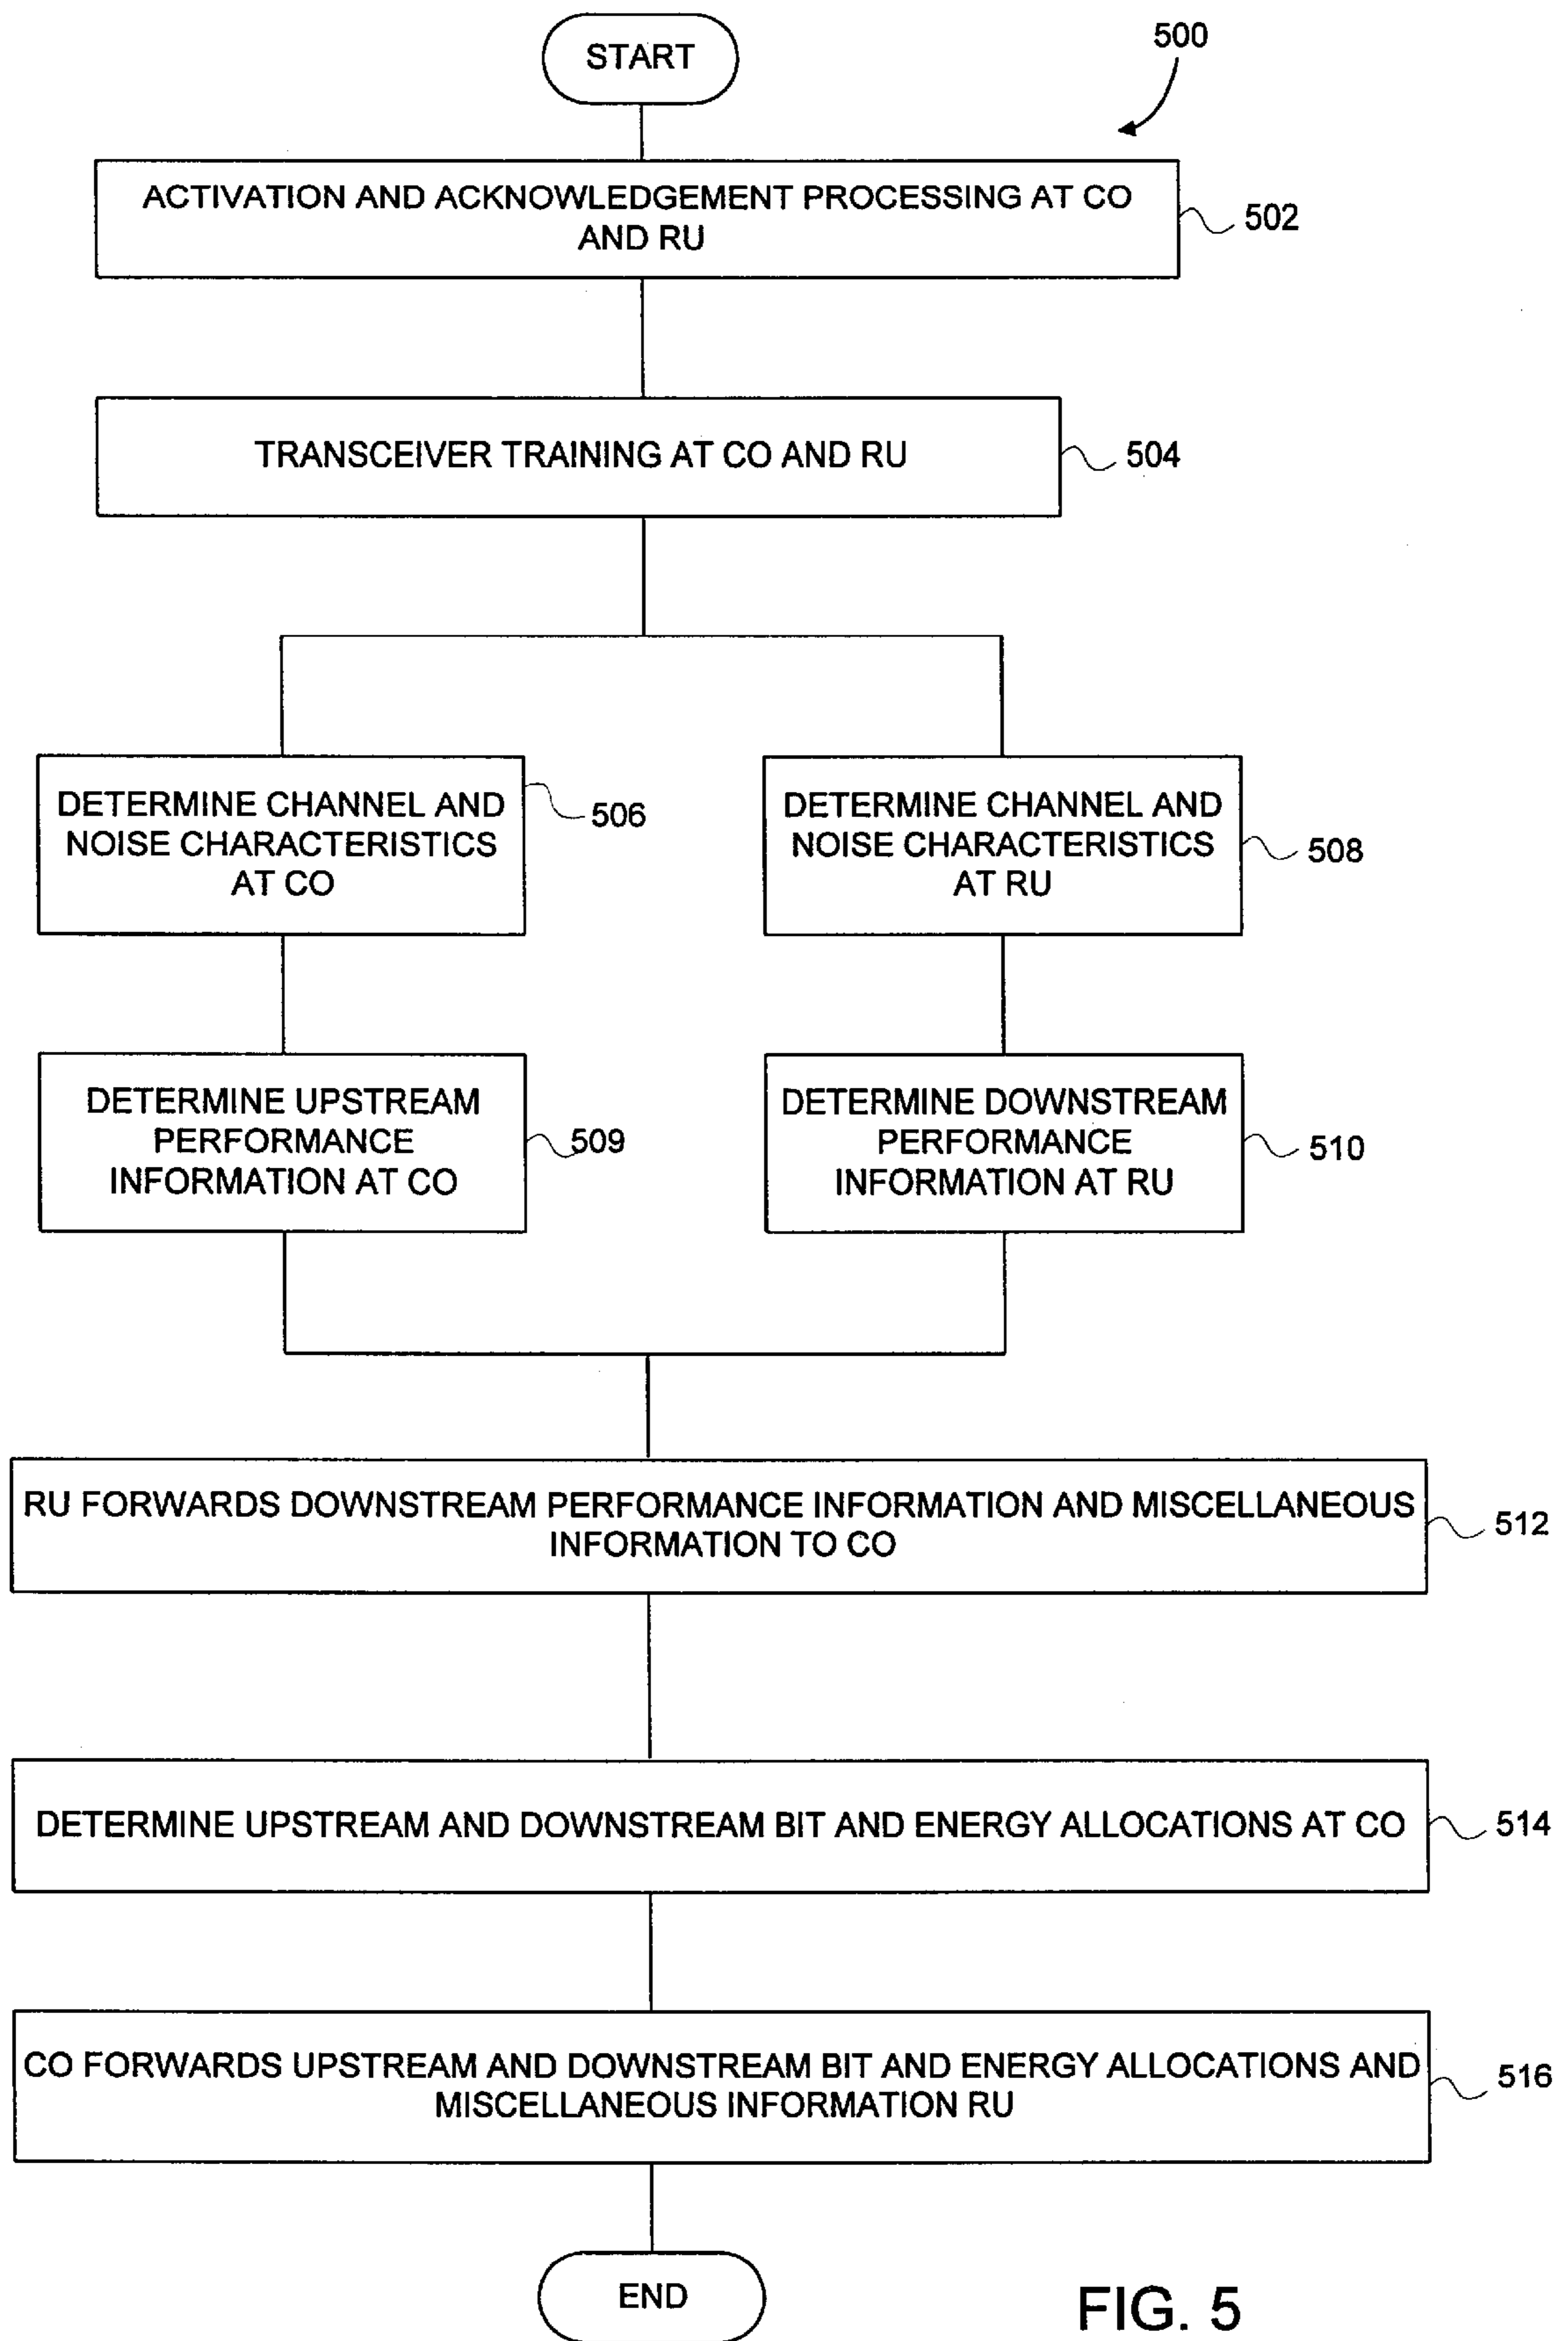 START
500
ACTIVATION AND ACKNOWLEDGEMENT PROCESSING AT CO
AND RU
502
TRANSCEIVER TRAINING AT CO AND RU
504
DETERMINE CHANNEL AND
NOISE CHARACTERISTICS
AT CO
506
DETERMINE CHANNEL AND
NOISE CHARACTERISTICS
AT RU
508
DETERMINE UPSTREAM
PERFORMANCE
INFORMATION AT CO
509
DETERMINE DOWNSTREAM
PERFORMANCE
INFORMATION AT RU
510
RU FORWARDS DOWNSTREAM PERFORMANCE INFORMATION AND MISCELLANEOUS
INFORMATION TO CO
512
DETERMINE UPSTREAM AND DOWNSTREAM BIT AND ENERGY ALLOCATIONS AT CO
514
CO FORWARDS UPSTREAM AND DOWNSTREAM BIT AND ENERGY ALLOCATIONS AND
MISCELLANEOUS INFORMATION RU
516
END
FIG. 5